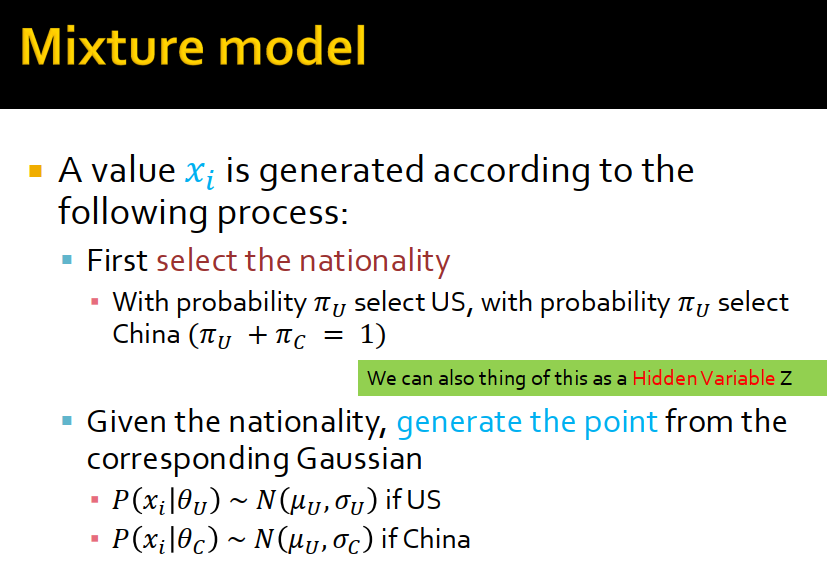 Mixture model
A value 𝑥ᵢ is generated according to the
following process:
First select the nationality
With probability 𝜋_U select US, with probability 𝜋_U select
China (𝜋_U + 𝜋_C = 1)
We can also thing of this as a Hidden Variable Z
Given the nationality, generate the point from the
corresponding Gaussian
P(xᵢ|θ_U) ~ N(μ_U, σ_U) if US
P(xᵢ|θ_C) ~ N(μ_U, σ_C) if China